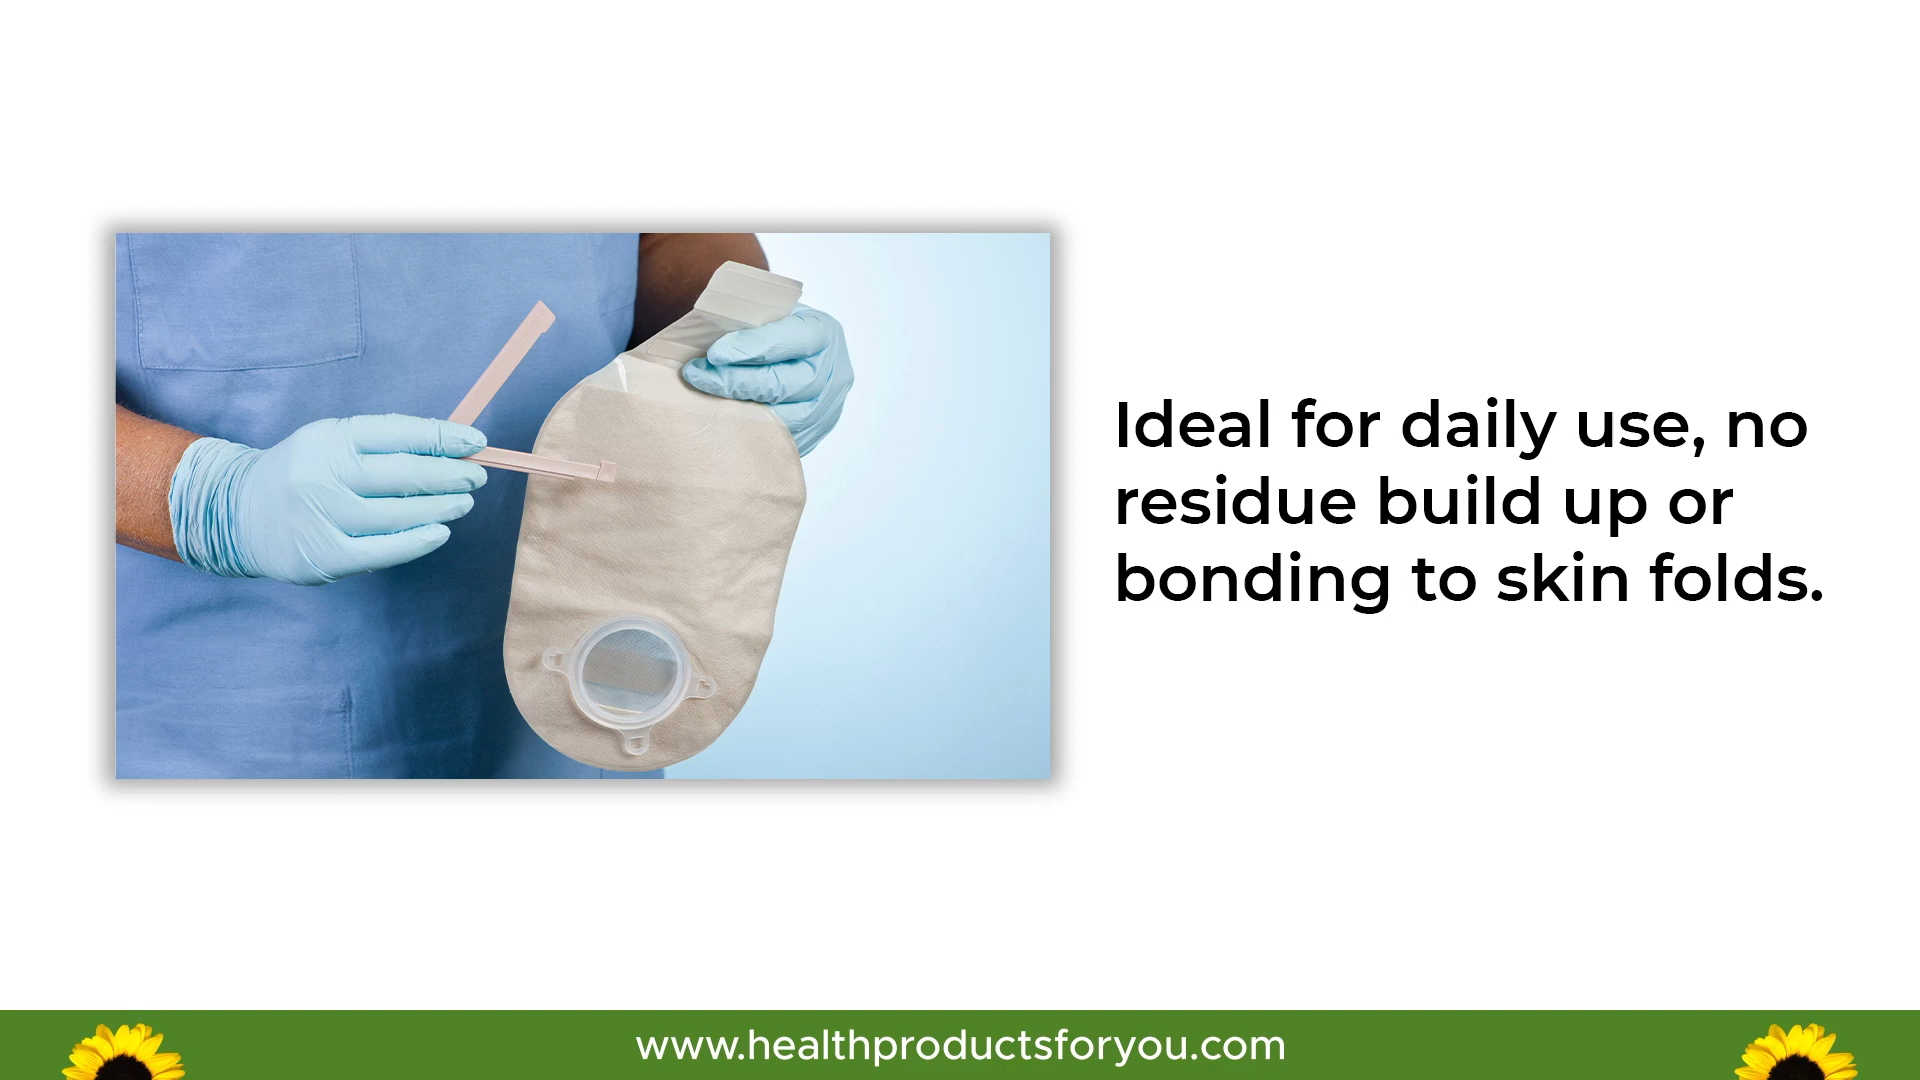 Ideal for daily use, no
residue build up or
bonding to skin folds.
www.healthproductsforyou.com